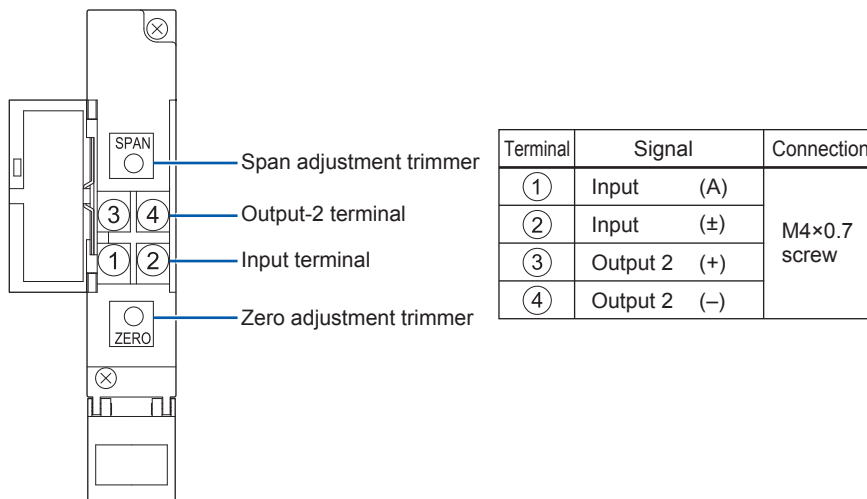 SPAN
Span adjustment trimmer
3 4
Output-2 terminal
1 2
Input terminal
Zero adjustment trimmer
ZERO
Terminal Signal Connection
1 Input (A)
2 Input (±)
3 Output 2 (+)
4 Output 2 (–)
M4×0.7
screw